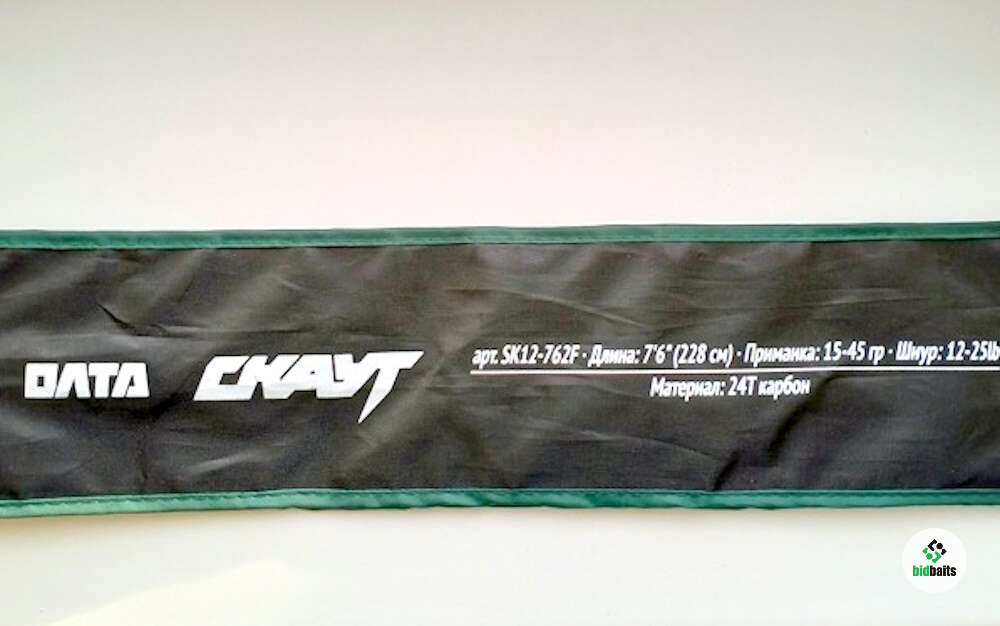 ОЛТА СКАУТ
арт. SK12-762F · Длина: 7'6" (228 см) · Приманка: 15-45 гр · Шнур: 12-25lb
Материал: 24Т карбон
bidbaits